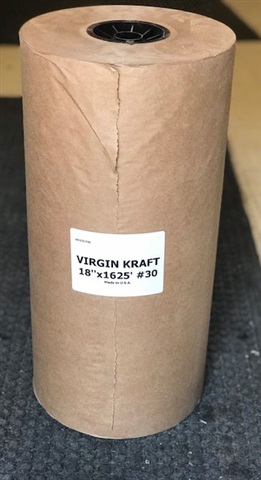 VIRGIN KRAFT
18"x1625' #30
Made in U.S.A.